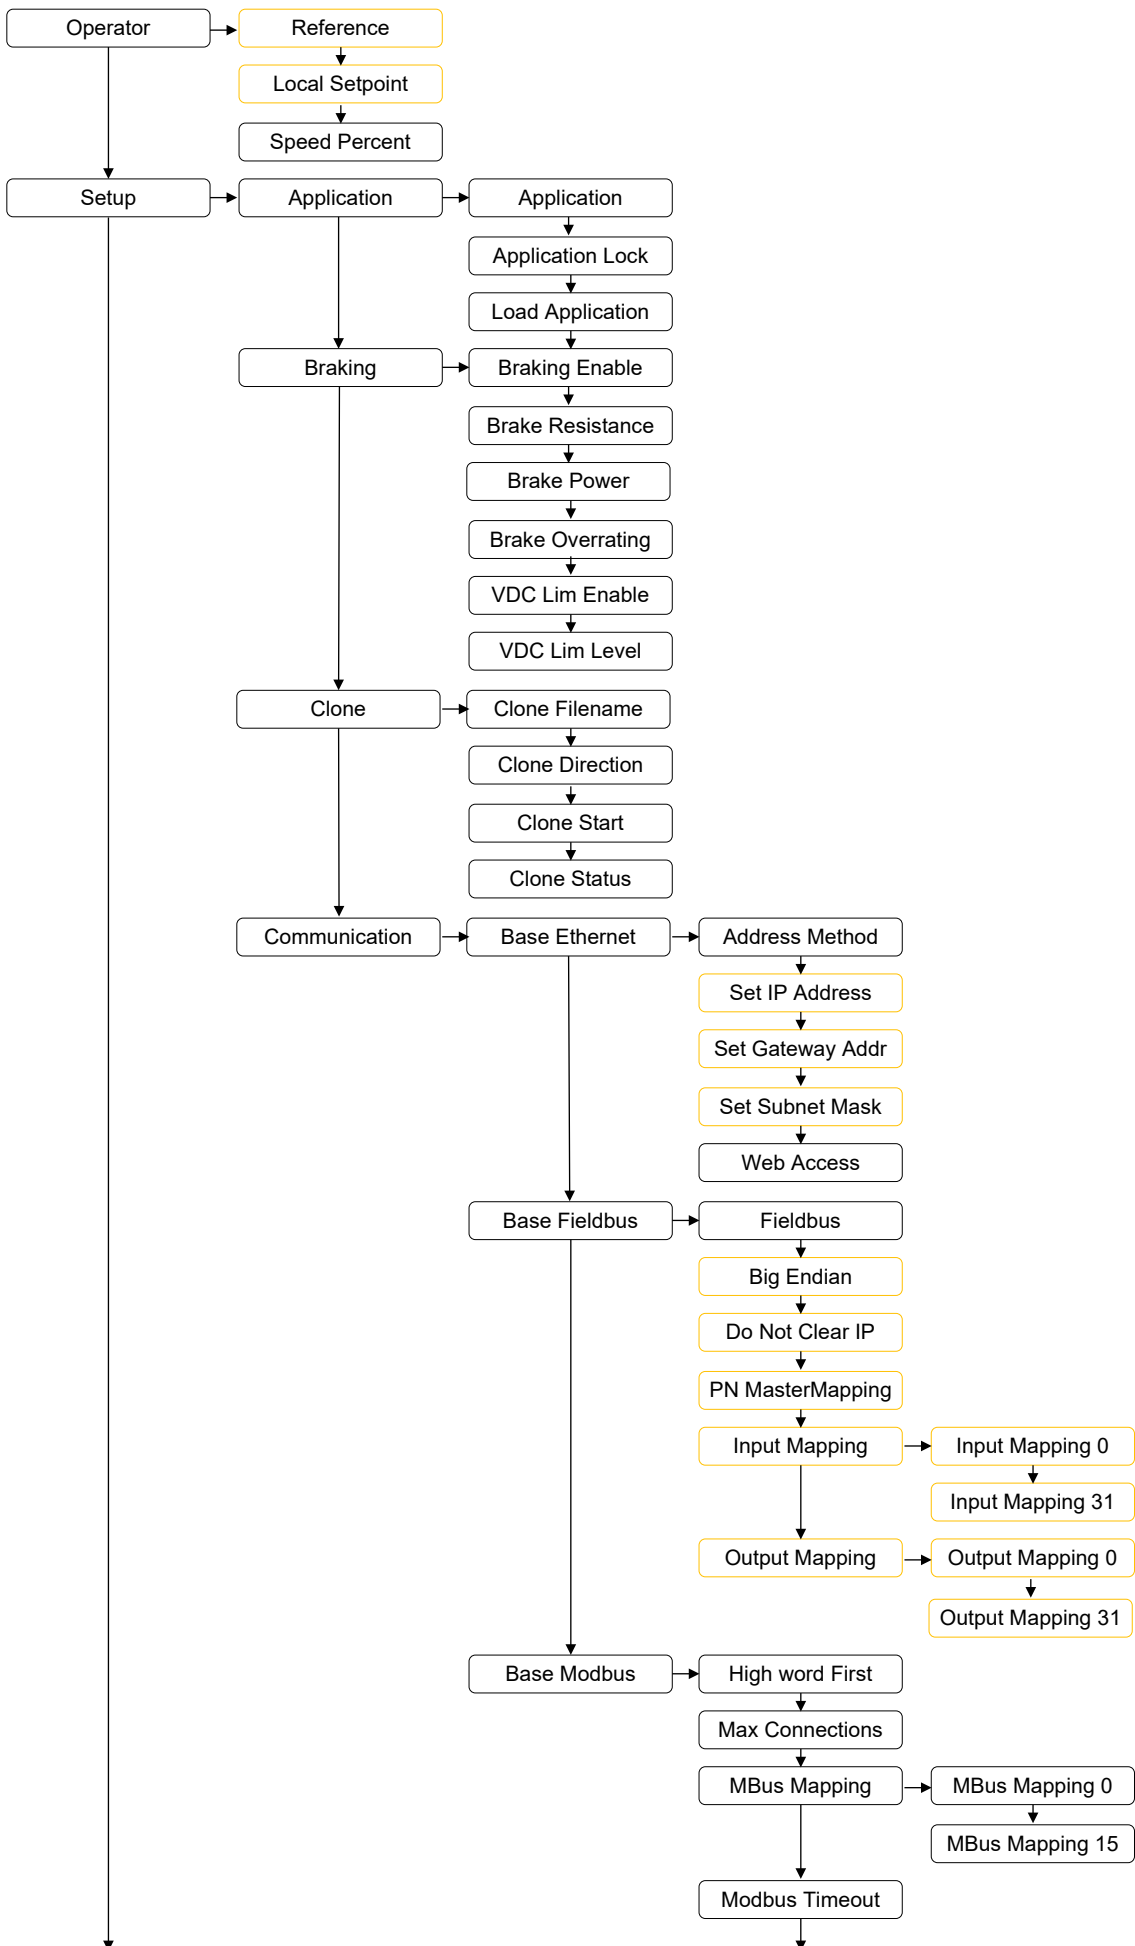 Operator
Reference
Local Setpoint
Speed Percent
Setup
Application
Application
Application Lock
Load Application
Braking
Braking Enable
Brake Resistance
Brake Power
Brake Overrating
VDC Lim Enable
VDC Lim Level
Clone
Clone Filename
Clone Direction
Clone Start
Clone Status
Communication
Base Ethernet
Address Method
Set IP Address
Set Gateway Addr
Set Subnet Mask
Web Access
Base Fieldbus
Fieldbus
Big Endian
Do Not Clear IP
PN MasterMapping
Input Mapping
Input Mapping 0
Input Mapping 31
Output Mapping
Output Mapping 0
Output Mapping 31
Base Modbus
High word First
Max Connections
MBus Mapping
MBus Mapping 0
MBus Mapping 15
Modbus Timeout